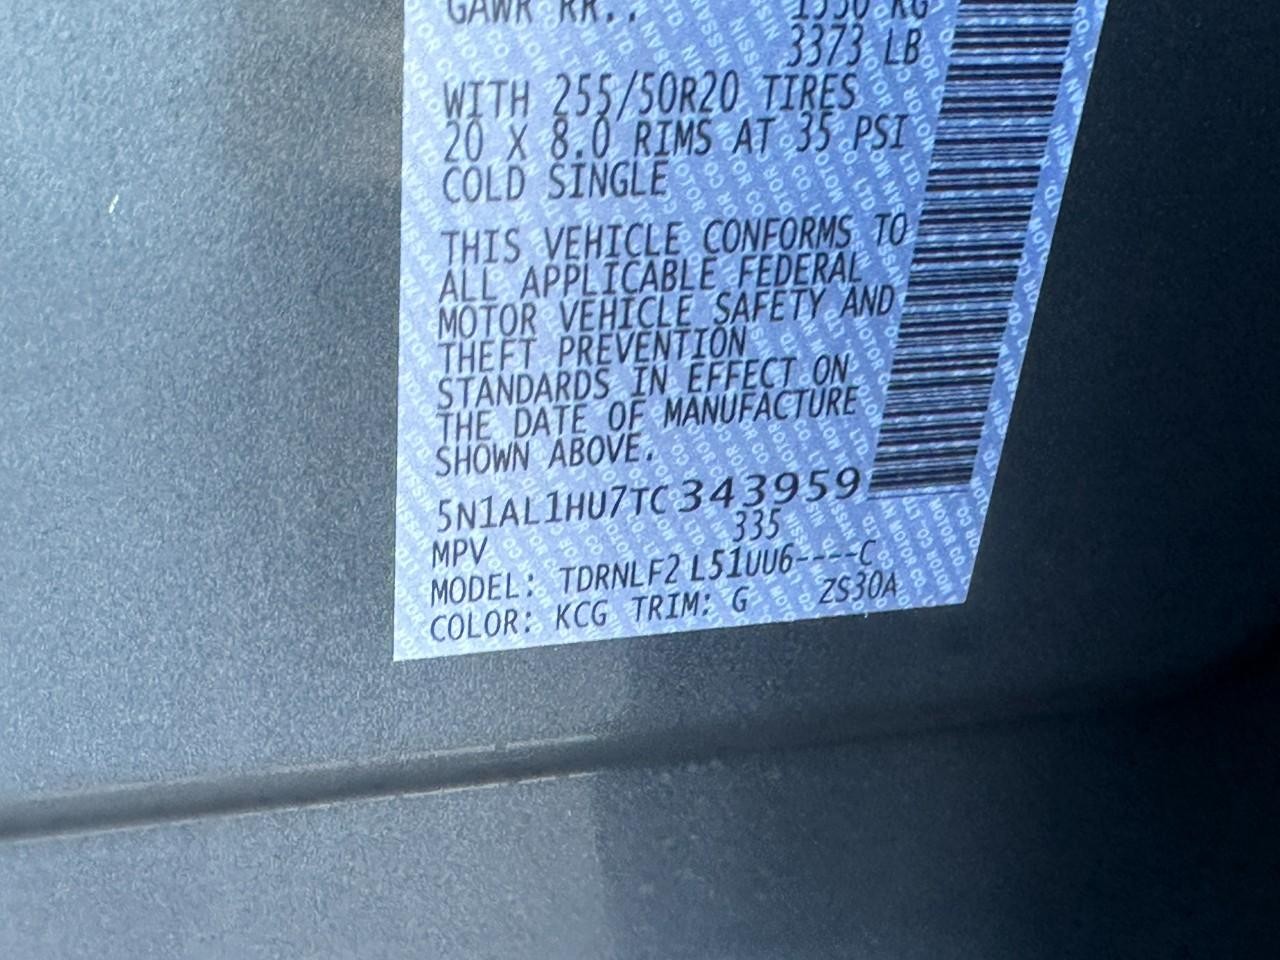 GAWR RR.: 1530 KG
3373 LB
WITH 255/50R20 TIRES
20 X 8.0 RIMS AT 35 PSI
COLD SINGLE
THIS VEHICLE CONFORMS TO
ALL APPLICABLE FEDERAL
MOTOR VEHICLE SAFETY AND
THEFT PREVENTION
STANDARDS IN EFFECT ON
THE DATE OF MANUFACTURE
SHOWN ABOVE.
5N1AL1HU7TC343959
MPV 335
MODEL: TDRNLF2 L51UU6----C
COLOR: KCG TRIM: G ZS30A